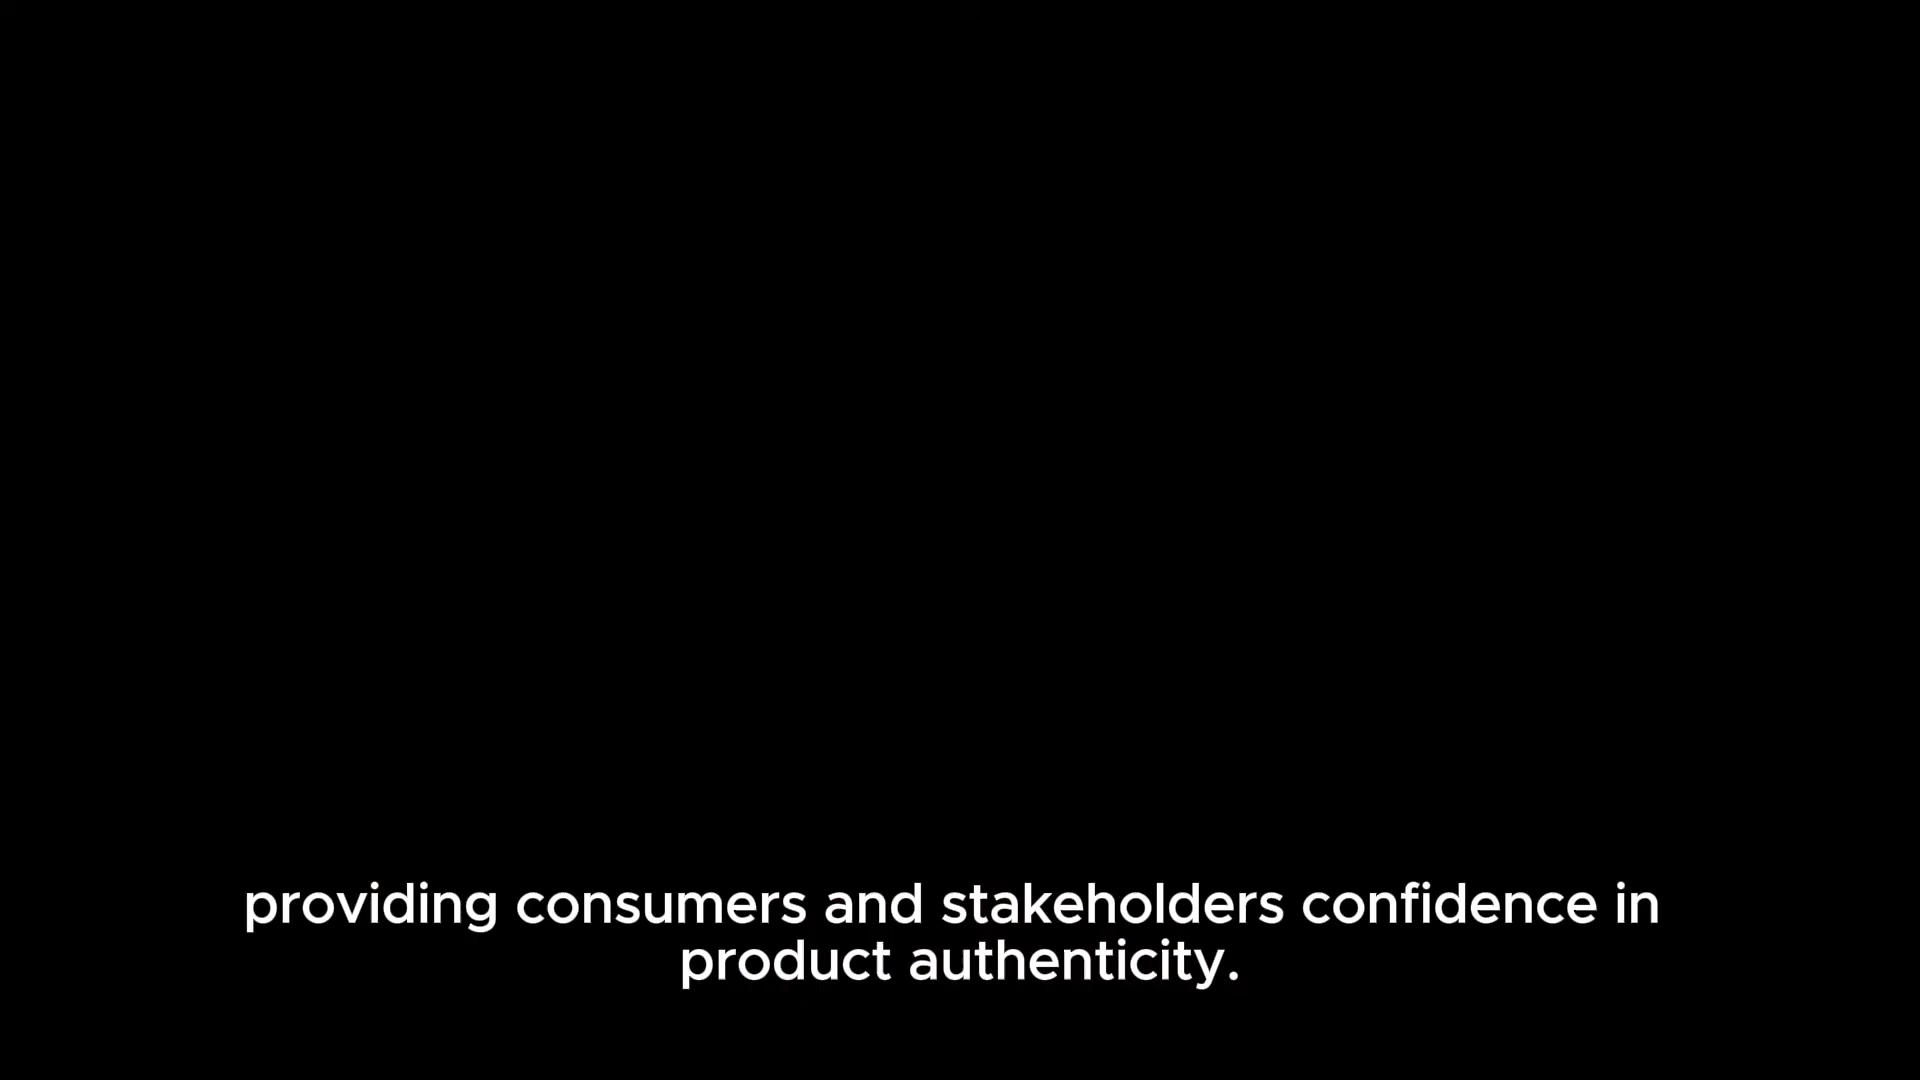 providing consumers and stakeholders confidence in
product authenticity.